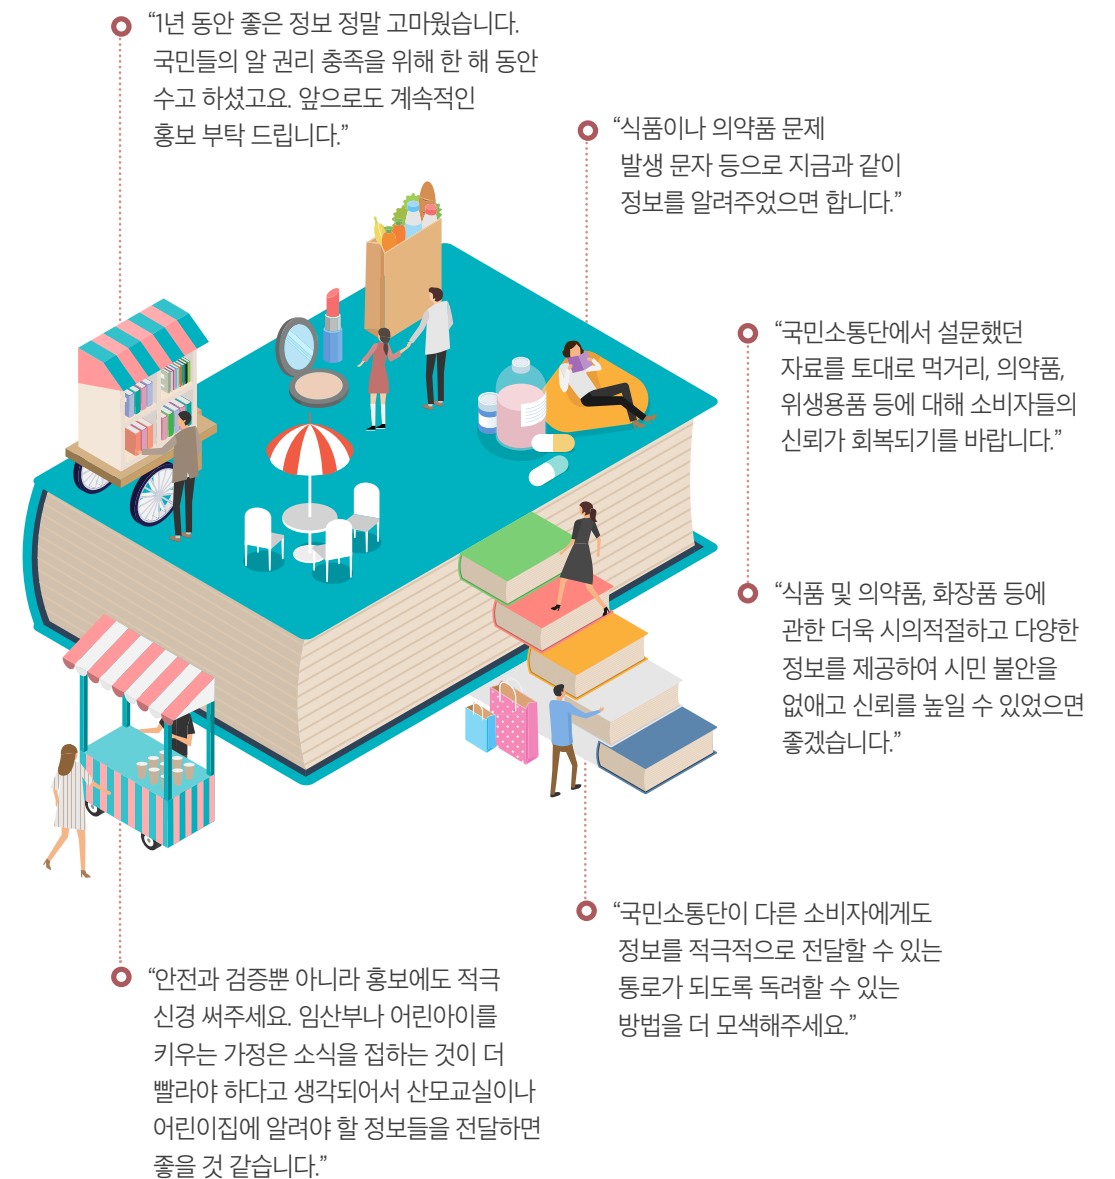 “1년 동안 좋은 정보 정말 고마웠습니다.
국민들의 알 권리 충족을 위해 한 해 동안
수고 하셨고요. 앞으로도 계속적인
홍보 부탁 드립니다.”
“식품이나 의약품 문제
발생 문자 등으로 지금과 같이
정보를 알려주었으면 합니다.”
“국민소통단에서 설문했던
자료를 토대로 먹거리, 의약품,
위생용품 등에 대해 소비자들의
신뢰가 회복되기를 바랍니다.”
“식품 및 의약품, 화장품 등에
관한 더욱 시의적절하고 다양한
정보를 제공하여 시민 불안을
없애고 신뢰를 높일 수 있었으면
좋겠습니다.”
“국민소통단이 다른 소비자에게도
정보를 적극적으로 전달할 수 있는
통로가 되도록 독려할 수 있는
방법을 더 모색해주세요.”
“안전과 검증뿐 아니라 홍보에도 적극
신경 써주세요. 임산부나 어린아이를
키우는 가정은 소식을 접하는 것이 더
빨라야 하다고 생각되어서 산모교실이나
어린이집에 알려야 할 정보들을 전달하면
좋을 것 같습니다.”